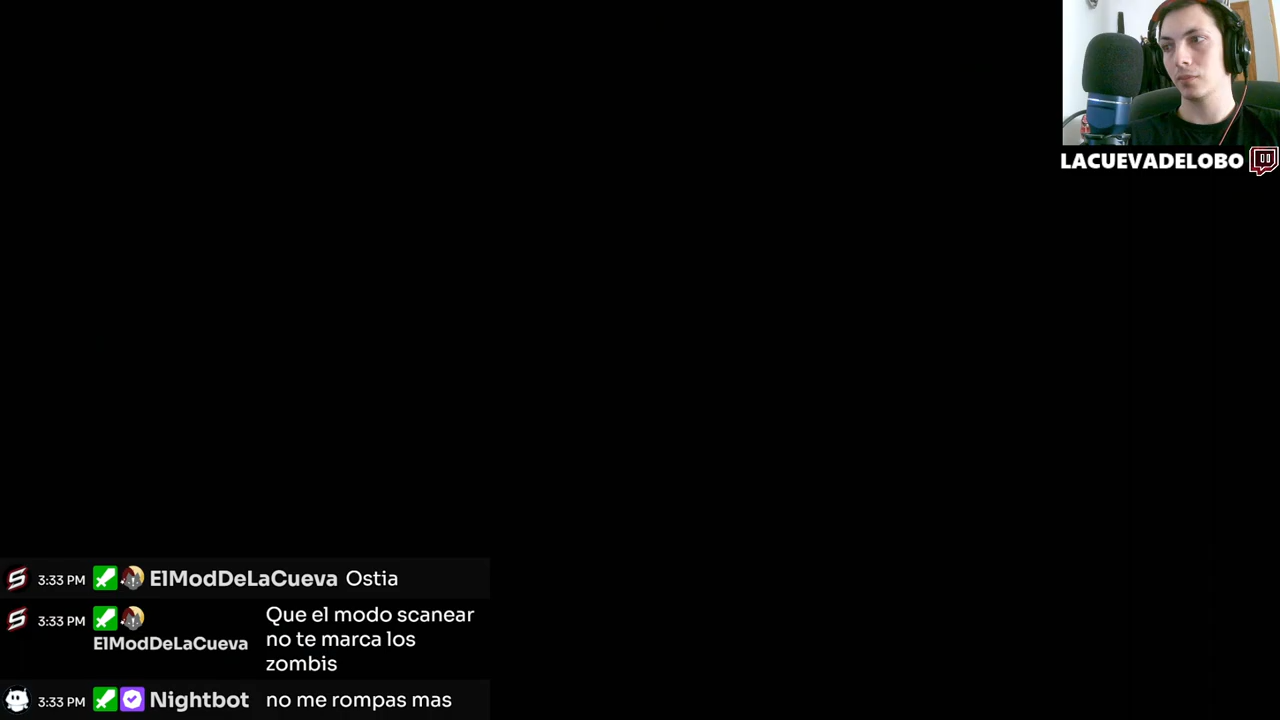 LACUEVADELOBO
3:33 PM ElModDeLaCueva Ostia
3:33 PM ElModDeLaCueva Que el modo scanear
no te marca los
zombis
3:33 PM Nightbot no me rompas mas